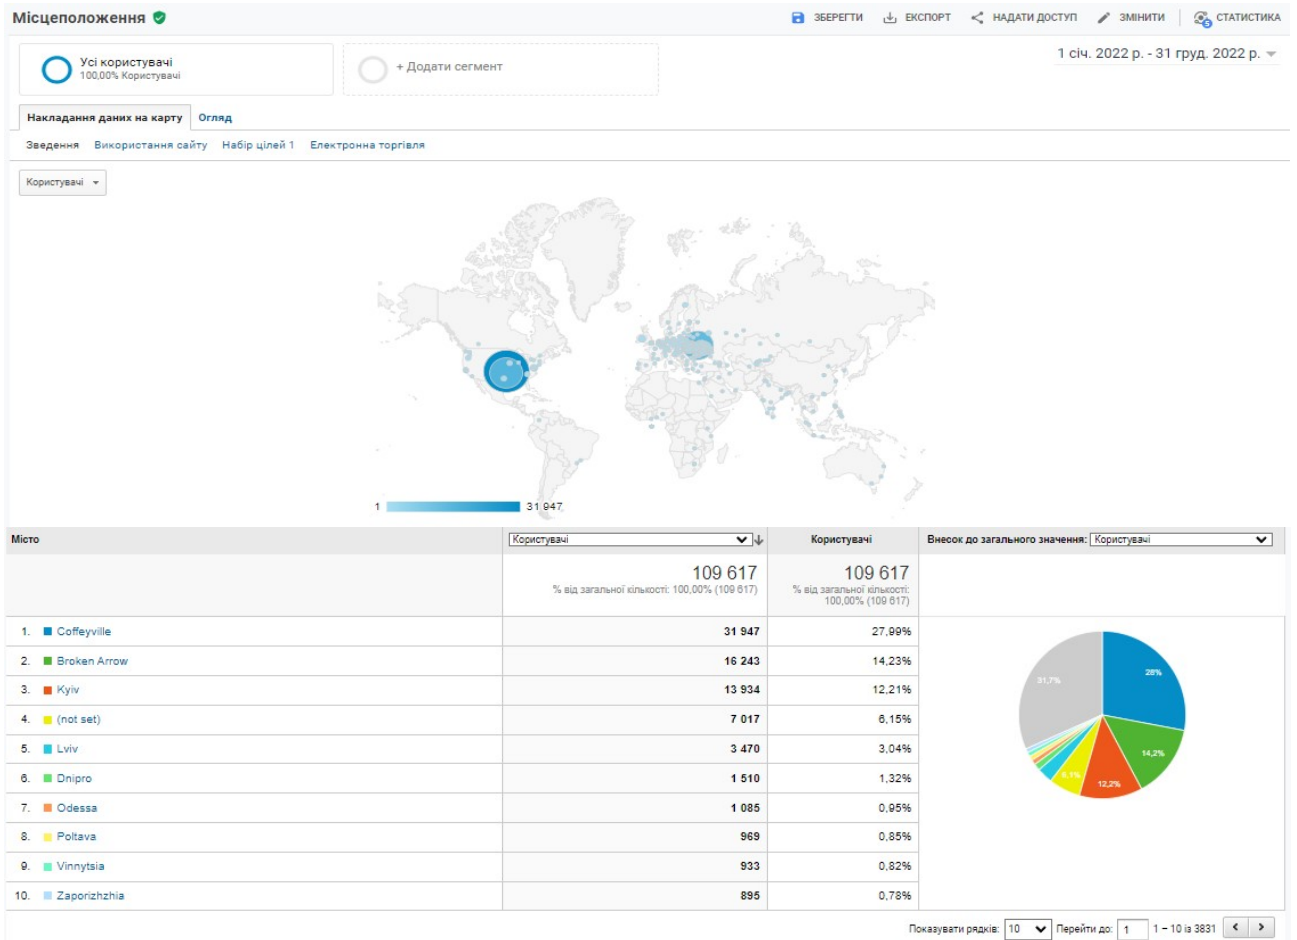 Місцеположення
ЗБЕРЕГТИ ЕКСПОРТ НАДАТИ ДОСТУП ЗМІНИТИ 5 СТАТИСТИКА
Усі користувачі
100,00% Користувачі
+ Додати сегмент
1 січ. 2022 р. - 31 груд. 2022 р.
Накладання даних на карту Огляд
Зведення Використання сайту Набір цілей 1 Електронна торгівля
Користувачі
1 31 947
Місто Користувачі Користувачі Внесок до загального значення: Користувачі
109 617 109 617
% від загальної кількості: 100,00% (109 617) % від загальної кількості:
100,00% (109 617)
1. Coffeyville 31 947 27,99%
2. Broken Arrow 16 243 14,23%
3. Kyiv 13 934 12,21%
4. (not set) 7 017 6,15%
5. Lviv 3 470 3,04%
6. Dnipro 1 510 1,32%
7. Odessa 1 085 0,95%
8. Poltava 969 0,85%
9. Vinnytsia 933 0,82%
10. Zaporizhzhia 895 0,78%
28%
31,7%
14,2%
6,1%
12,2%
Показувати рядків: 10 Перейти до: 1 1 – 10 із 3831